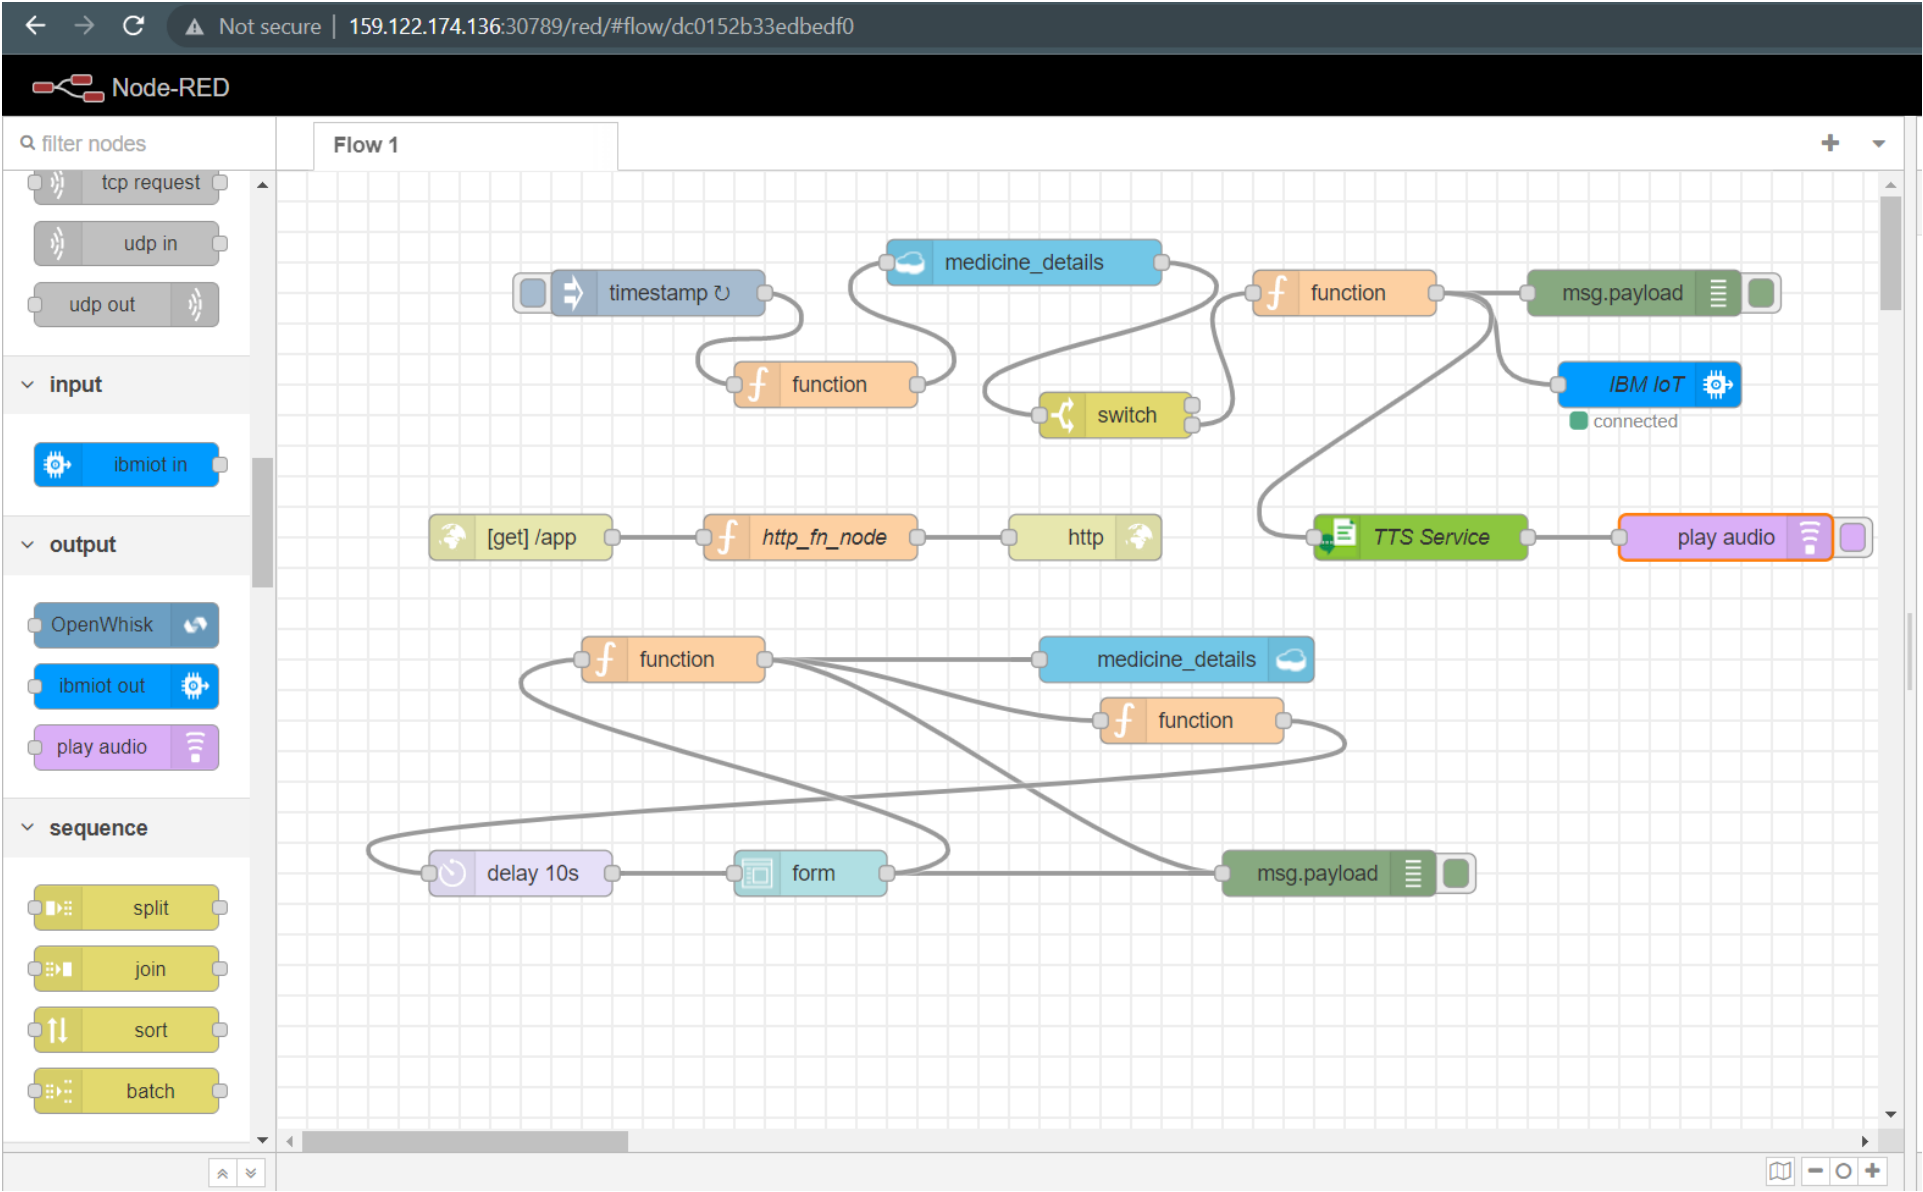 Not secure | 159.122.174.136:30789/red/#flow/dc0152b33edbedf0
Node-RED
filter nodes
Flow 1
tcp request
udp in
udp out
input
ibmiot in
output
OpenWhisk
ibmiot out
play audio
sequence
split
join
sort
batch
timestamp ↻
function
medicine_details
switch
function
msg.payload
IBM IoT
connected
[get] /app
http_fn_node
http
TTS Service
play audio
function
medicine_details
function
delay 10s
form
msg.payload